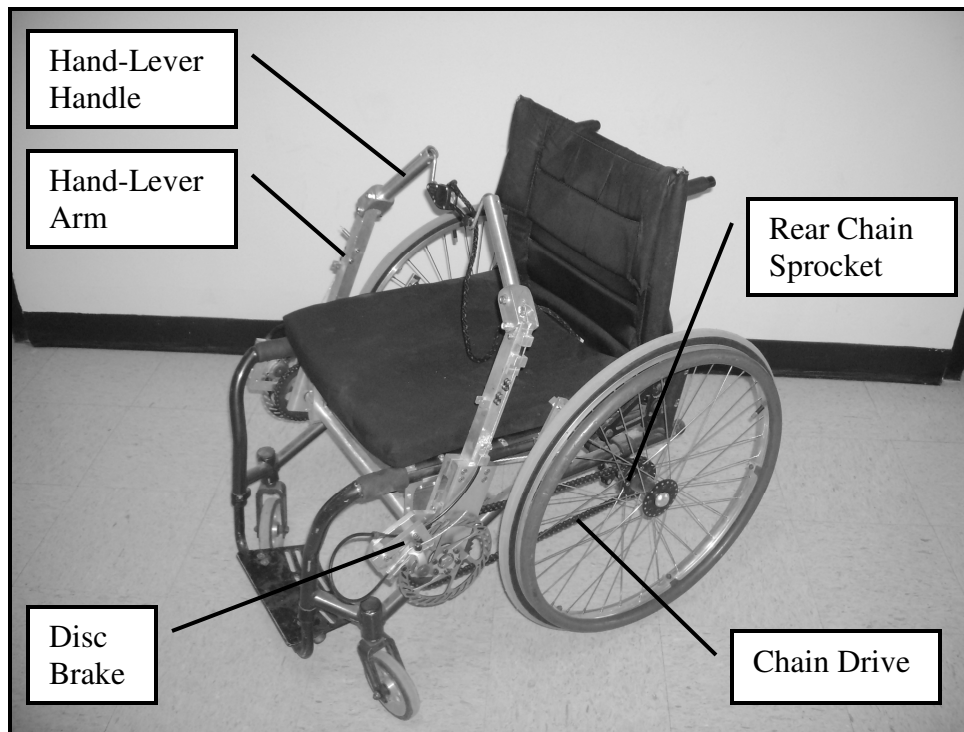 Hand-Lever
Handle
Hand-Lever
Arm
Rear Chain
Sprocket
Disc
Brake
Chain Drive